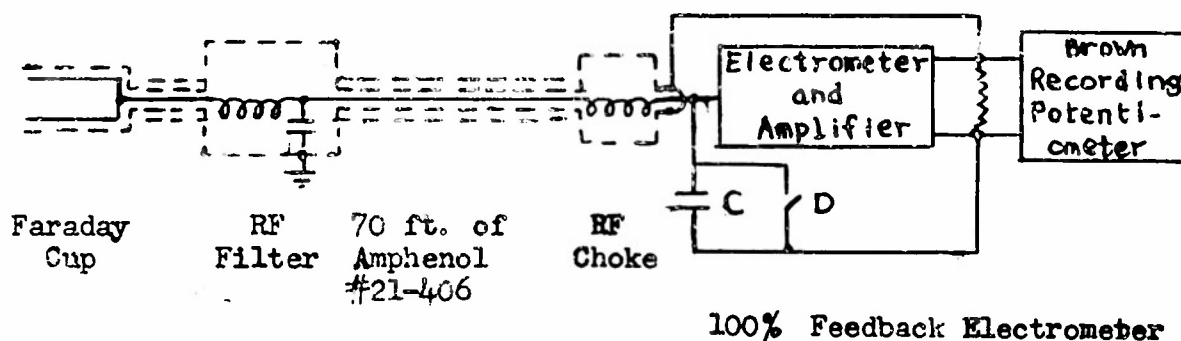 Electrometer
and
Amplifier
Brown
Recording
Potenti-
ometer
C
D
Faraday
Cup
RF
Filter
70 ft. of
Amphenol
#21-406
RF
Choke
100% Feedback Electrometer